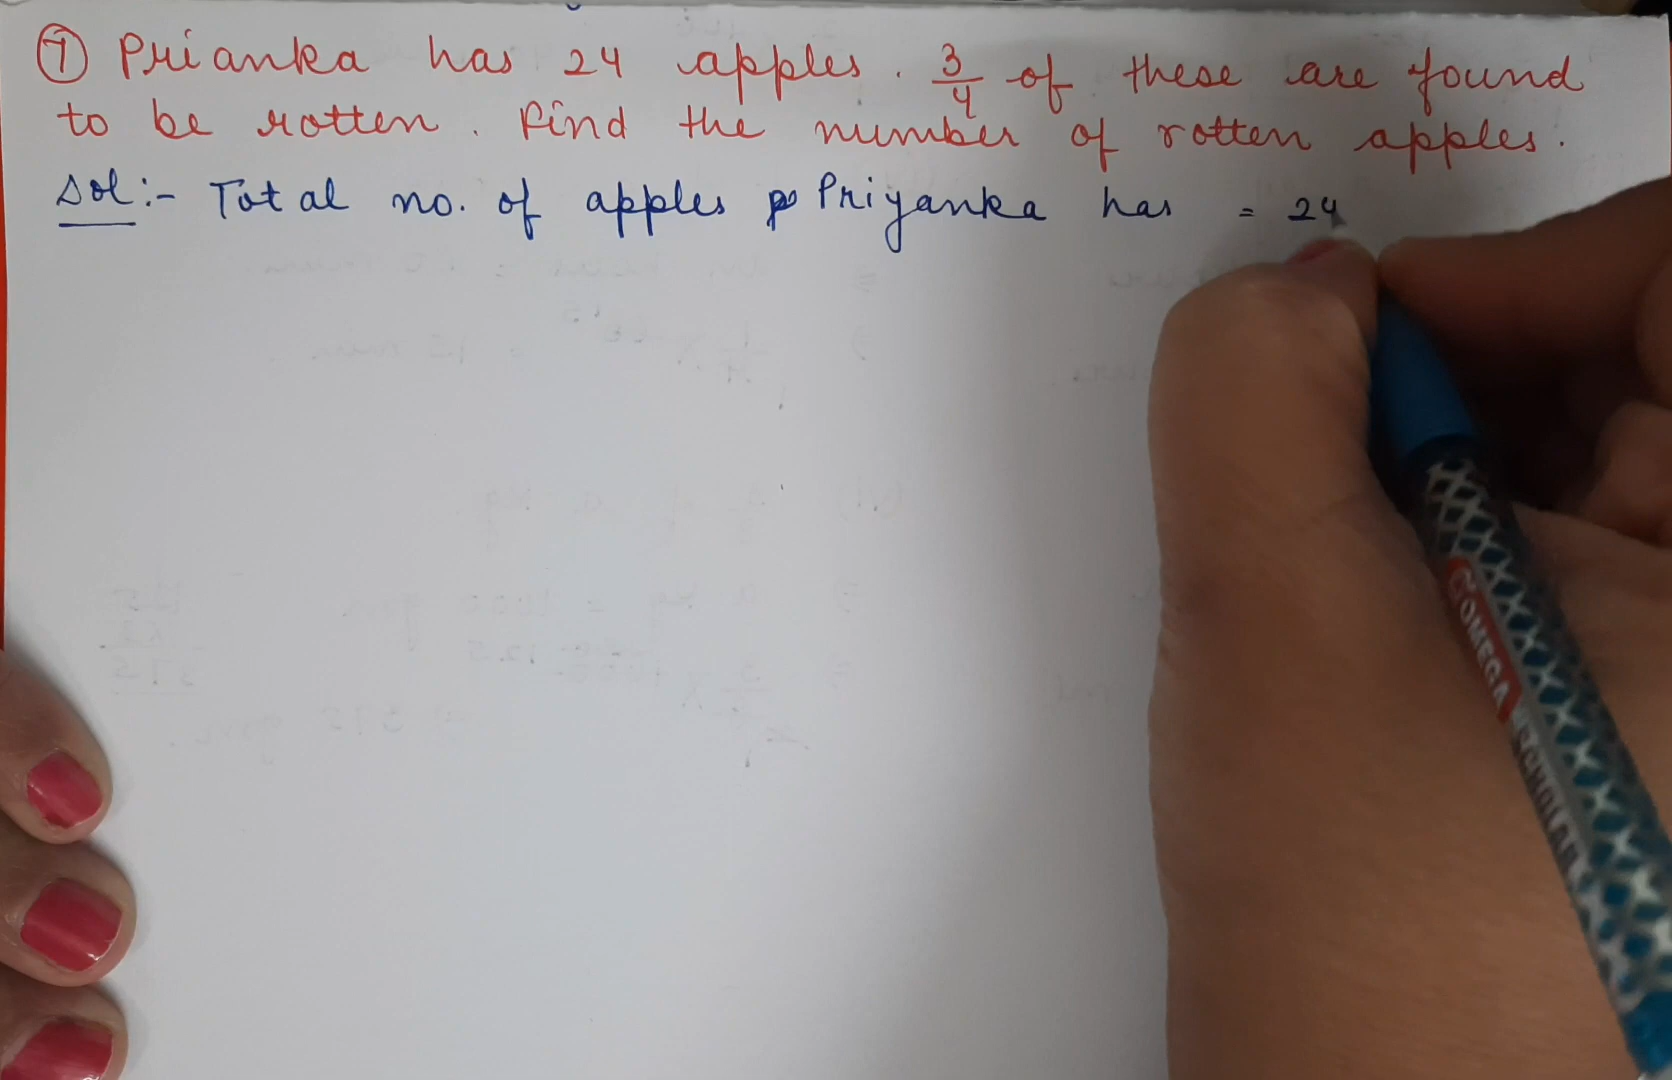 ⑦ Prianka has 24 apples. 3/4 of these are found
to be rotten. Find the number of rotten apples.
Sol:- Total no. of apples Priyanka has = 24
OMEGA SCHOLAR